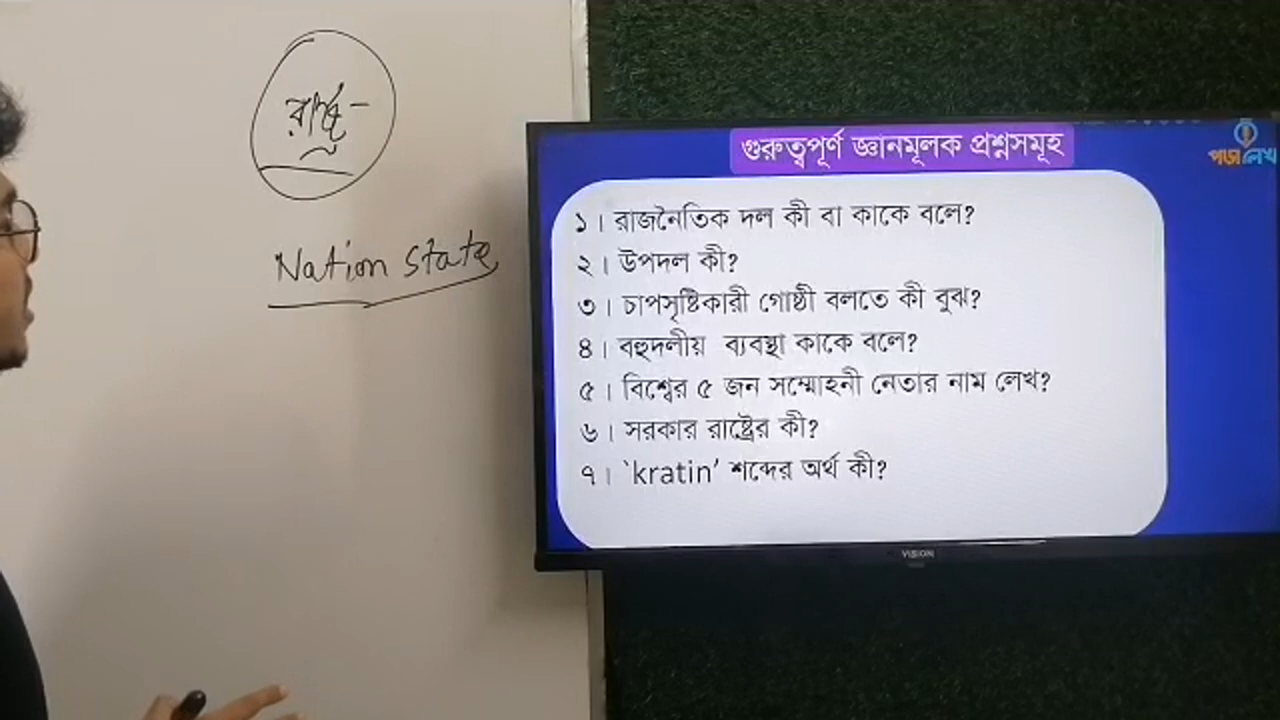 রাষ্ট্র
Nation State
গুরুত্বপূর্ণ জ্ঞানমূলক প্রশ্নসমূহ
পড়ালেখা
১। রাজনৈতিক দল কী বা কাকে বলে?
২। উপদল কী?
৩। চাপসৃষ্টিকারী গোষ্ঠী বলতে কী বুঝ?
৪। বহুদলীয় ব্যবস্থা কাকে বলে?
৫। বিশ্বের ৫ জন সম্মোহনী নেতার নাম লেখ?
৬। সরকার রাষ্ট্রের কী?
৭। `kratin’ শব্দের অর্থ কী?
VISION